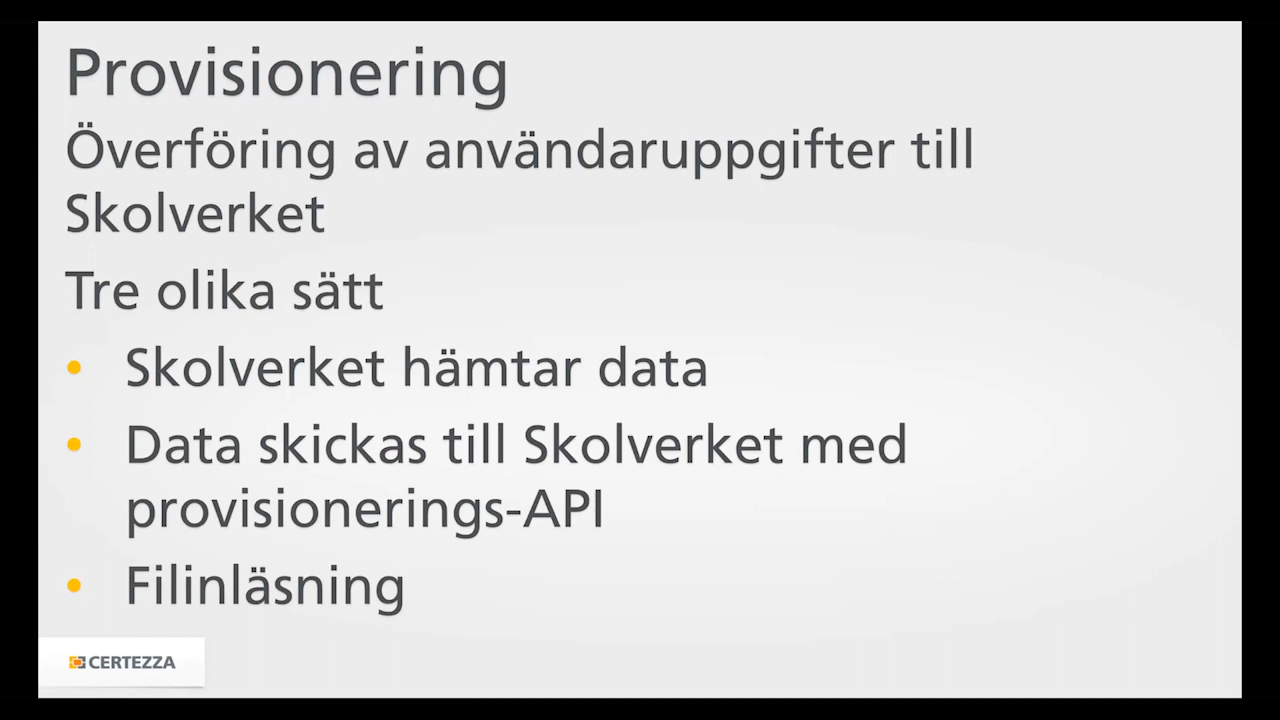 Provisionering
Överföring av användaruppgifter till
Skolverket
Tre olika sätt
• Skolverket hämtar data
• Data skickas till Skolverket med
provisionerings-API
• Filinläsning
CERTEZZA